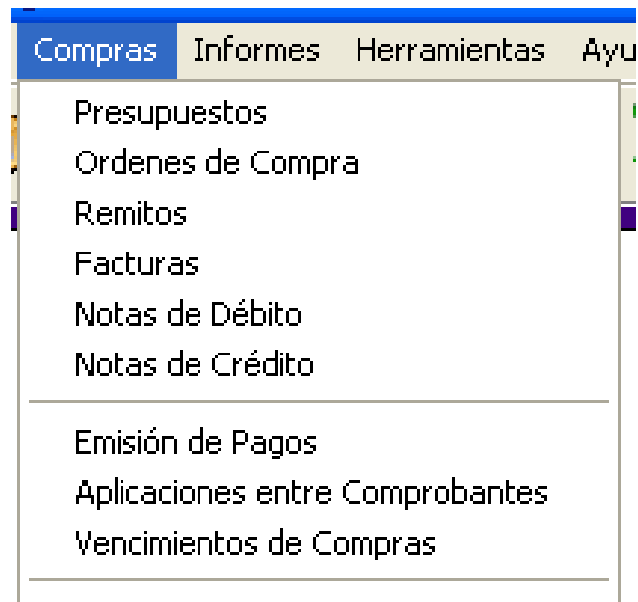 Compras Informes Herramientas Ayu
Presupuestos
Ordenes de Compra
Remitos
Facturas
Notas de Débito
Notas de Crédito
Emisión de Pagos
Aplicaciones entre Comprobantes
Vencimientos de Compras